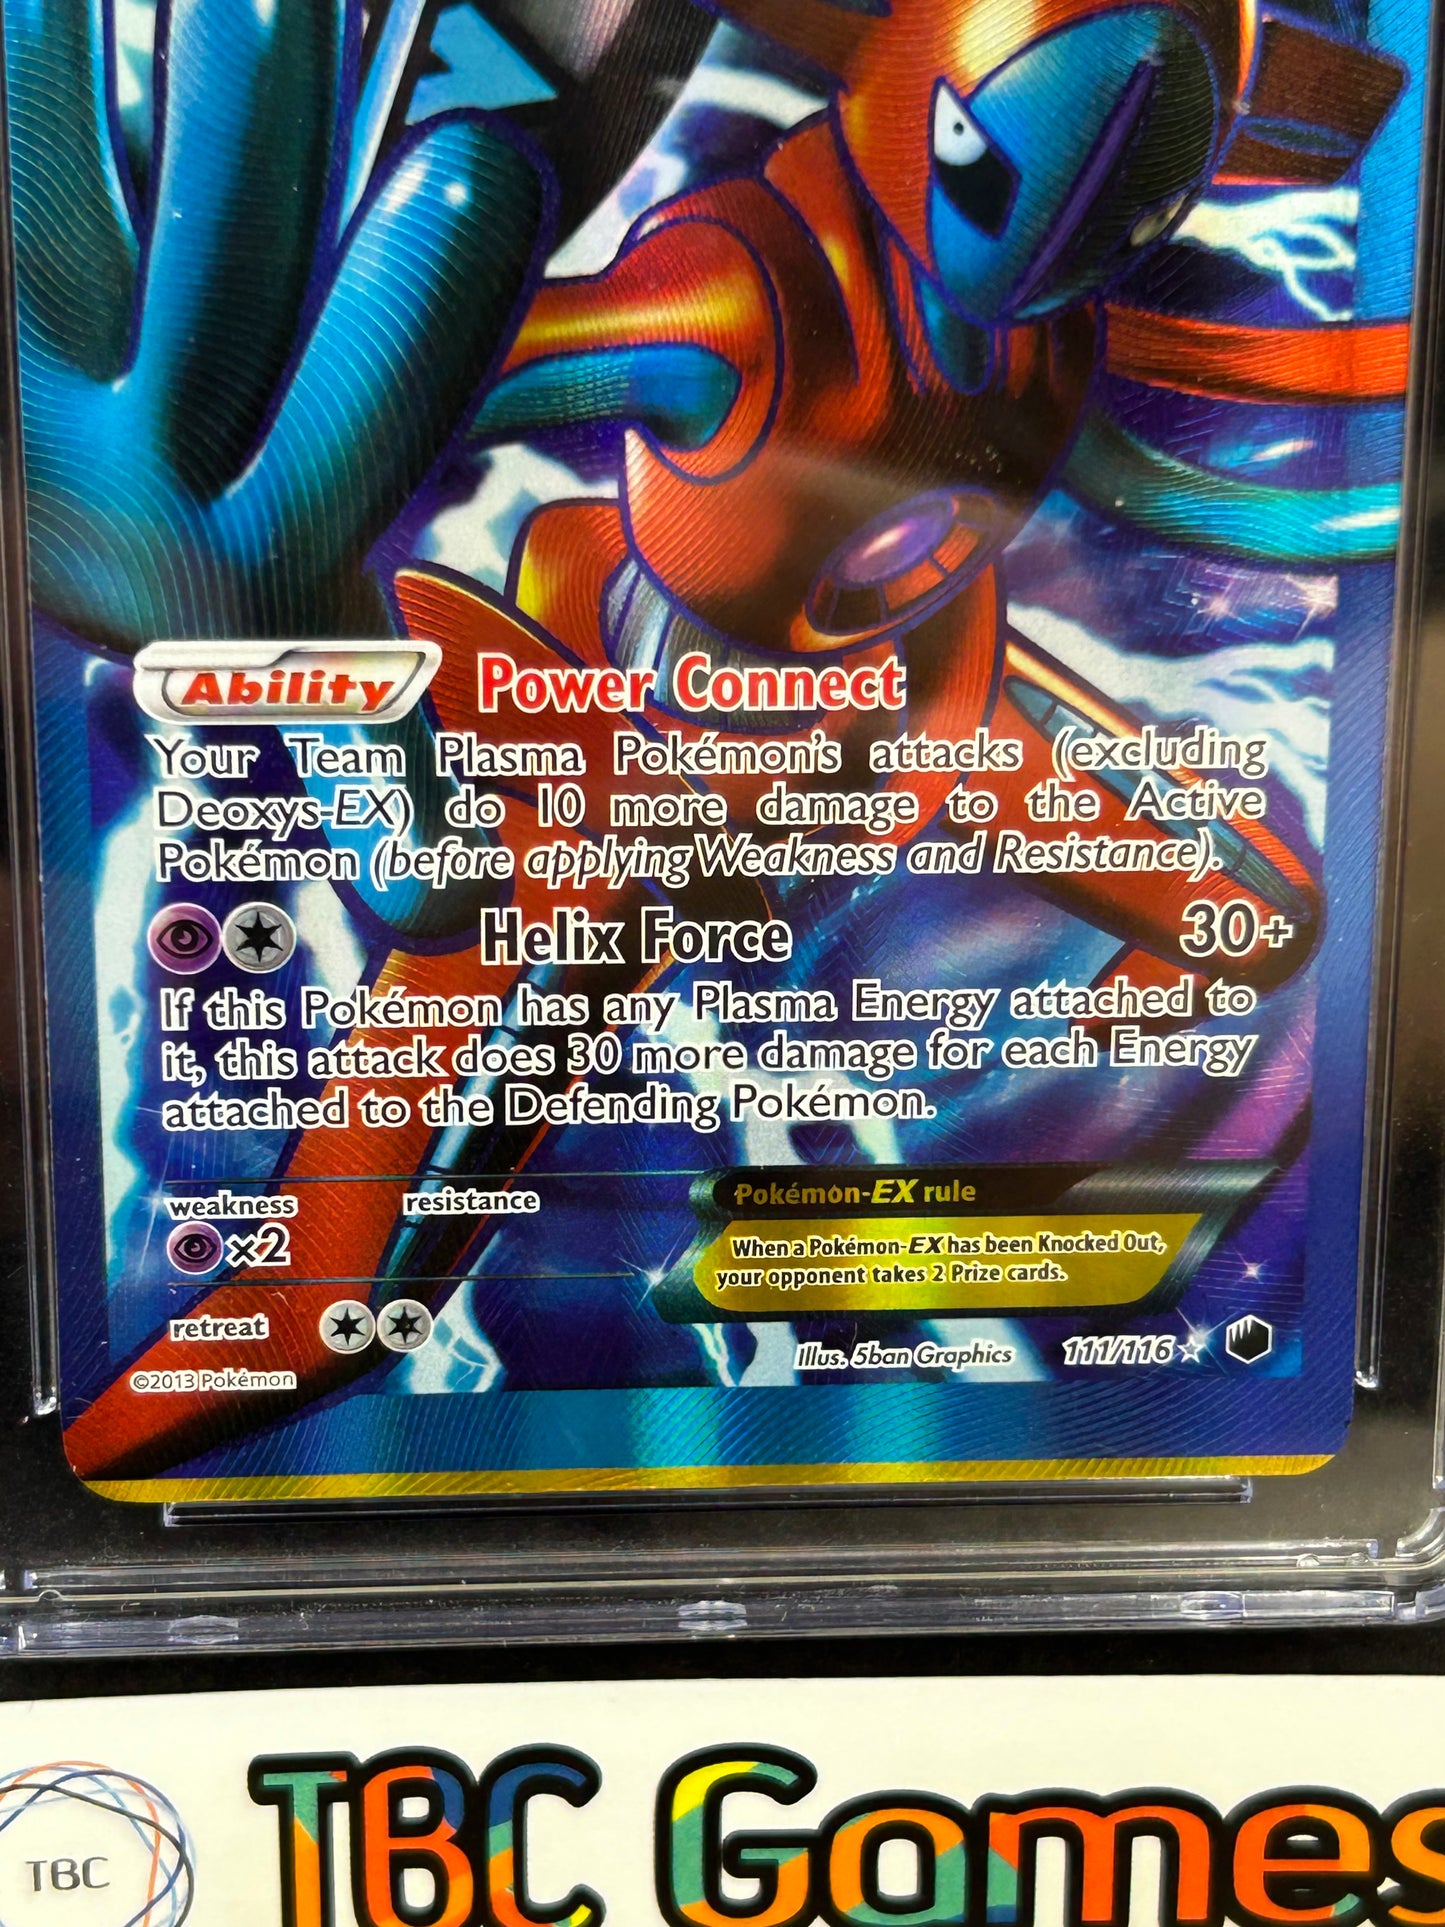 Ability Power Connect
Your Team Plasma Pokémon's attacks (excluding
Deoxys-EX) do 10 more damage to the Active
Pokémon (before applying Weakness and Resistance).
Helix Force 30+
If this Pokémon has any Plasma Energy attached to
it, this attack does 30 more damage for each Energy
attached to the Defending Pokémon.
weakness resistance
×2
Pokémon-EX rule
When a Pokémon-EX has been Knocked Out,
your opponent takes 2 Prize cards.
retreat
Illus. 5ban Graphics 111/116
©2013 Pokémon
TBC
TBC Games